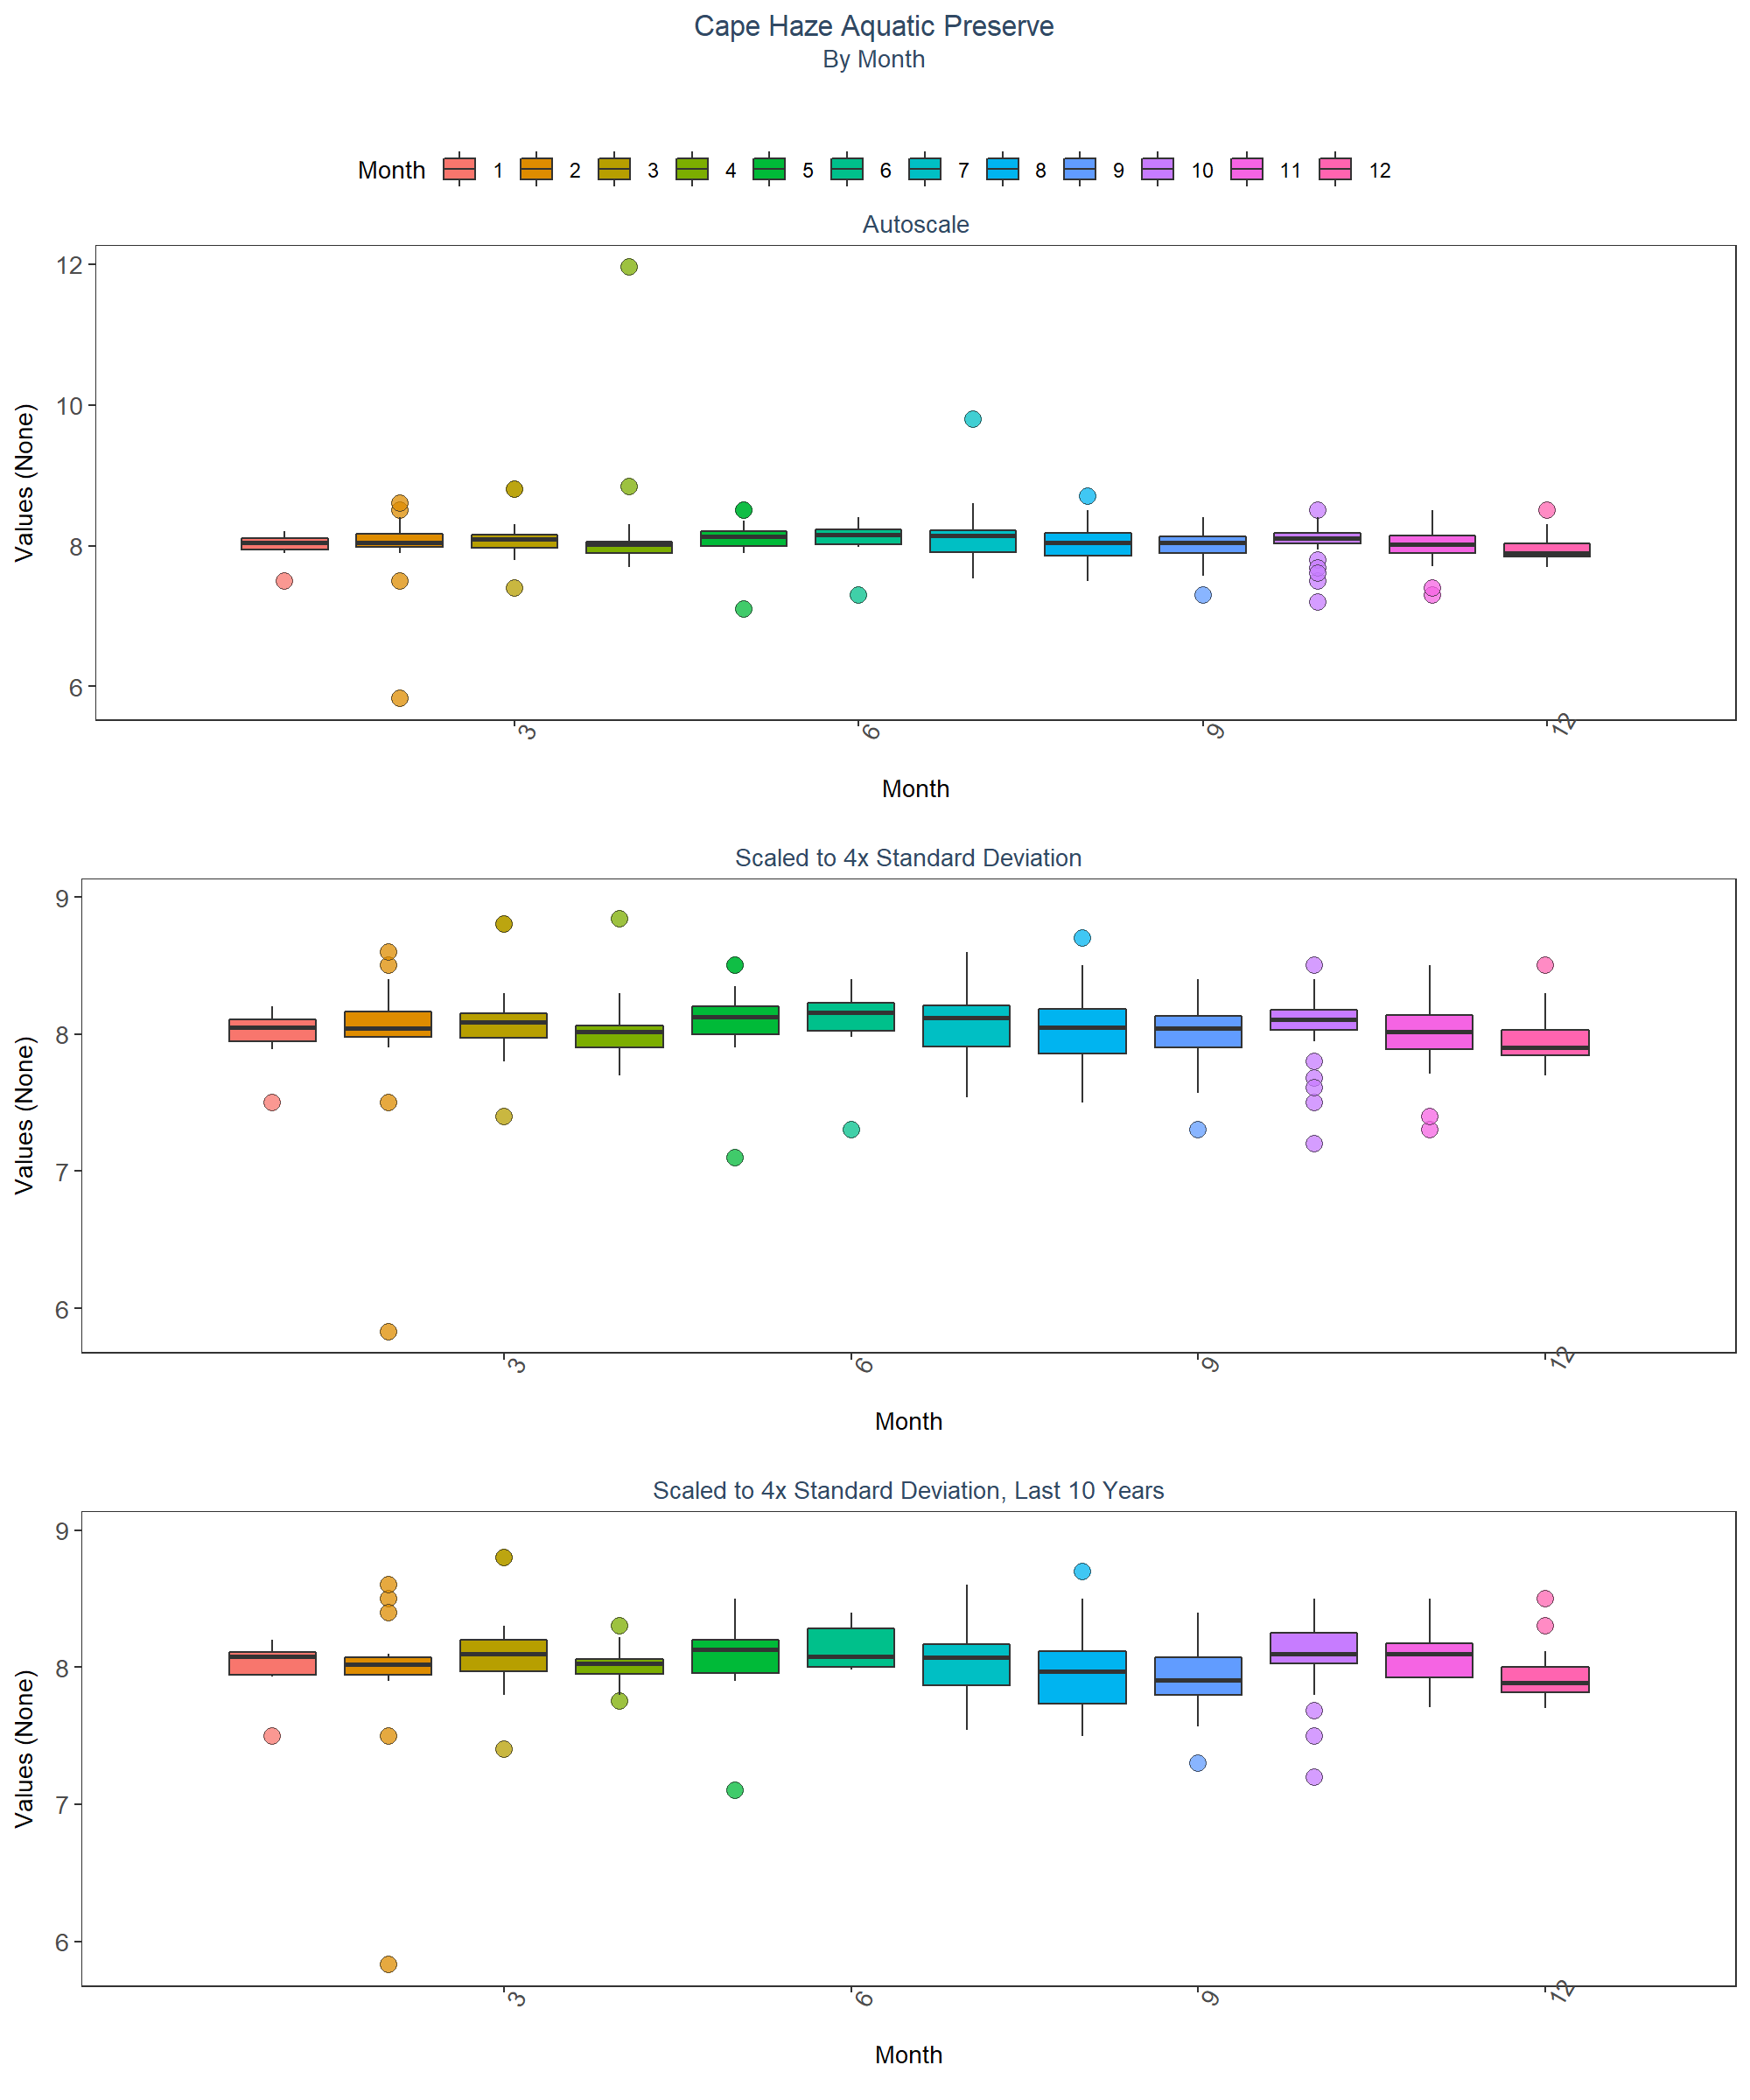 Cape Haze Aquatic Preserve
By Month
Month 1 2 3 4 5 6 7 8 9 10 11 12
Autoscale
12
10
8
6
Values (None)
3 6 9 12
Month
Scaled to 4x Standard Deviation
9
8
7
6
Values (None)
3 6 9 12
Month
Scaled to 4x Standard Deviation, Last 10 Years
9
8
7
6
Values (None)
3 6 9 12
Month